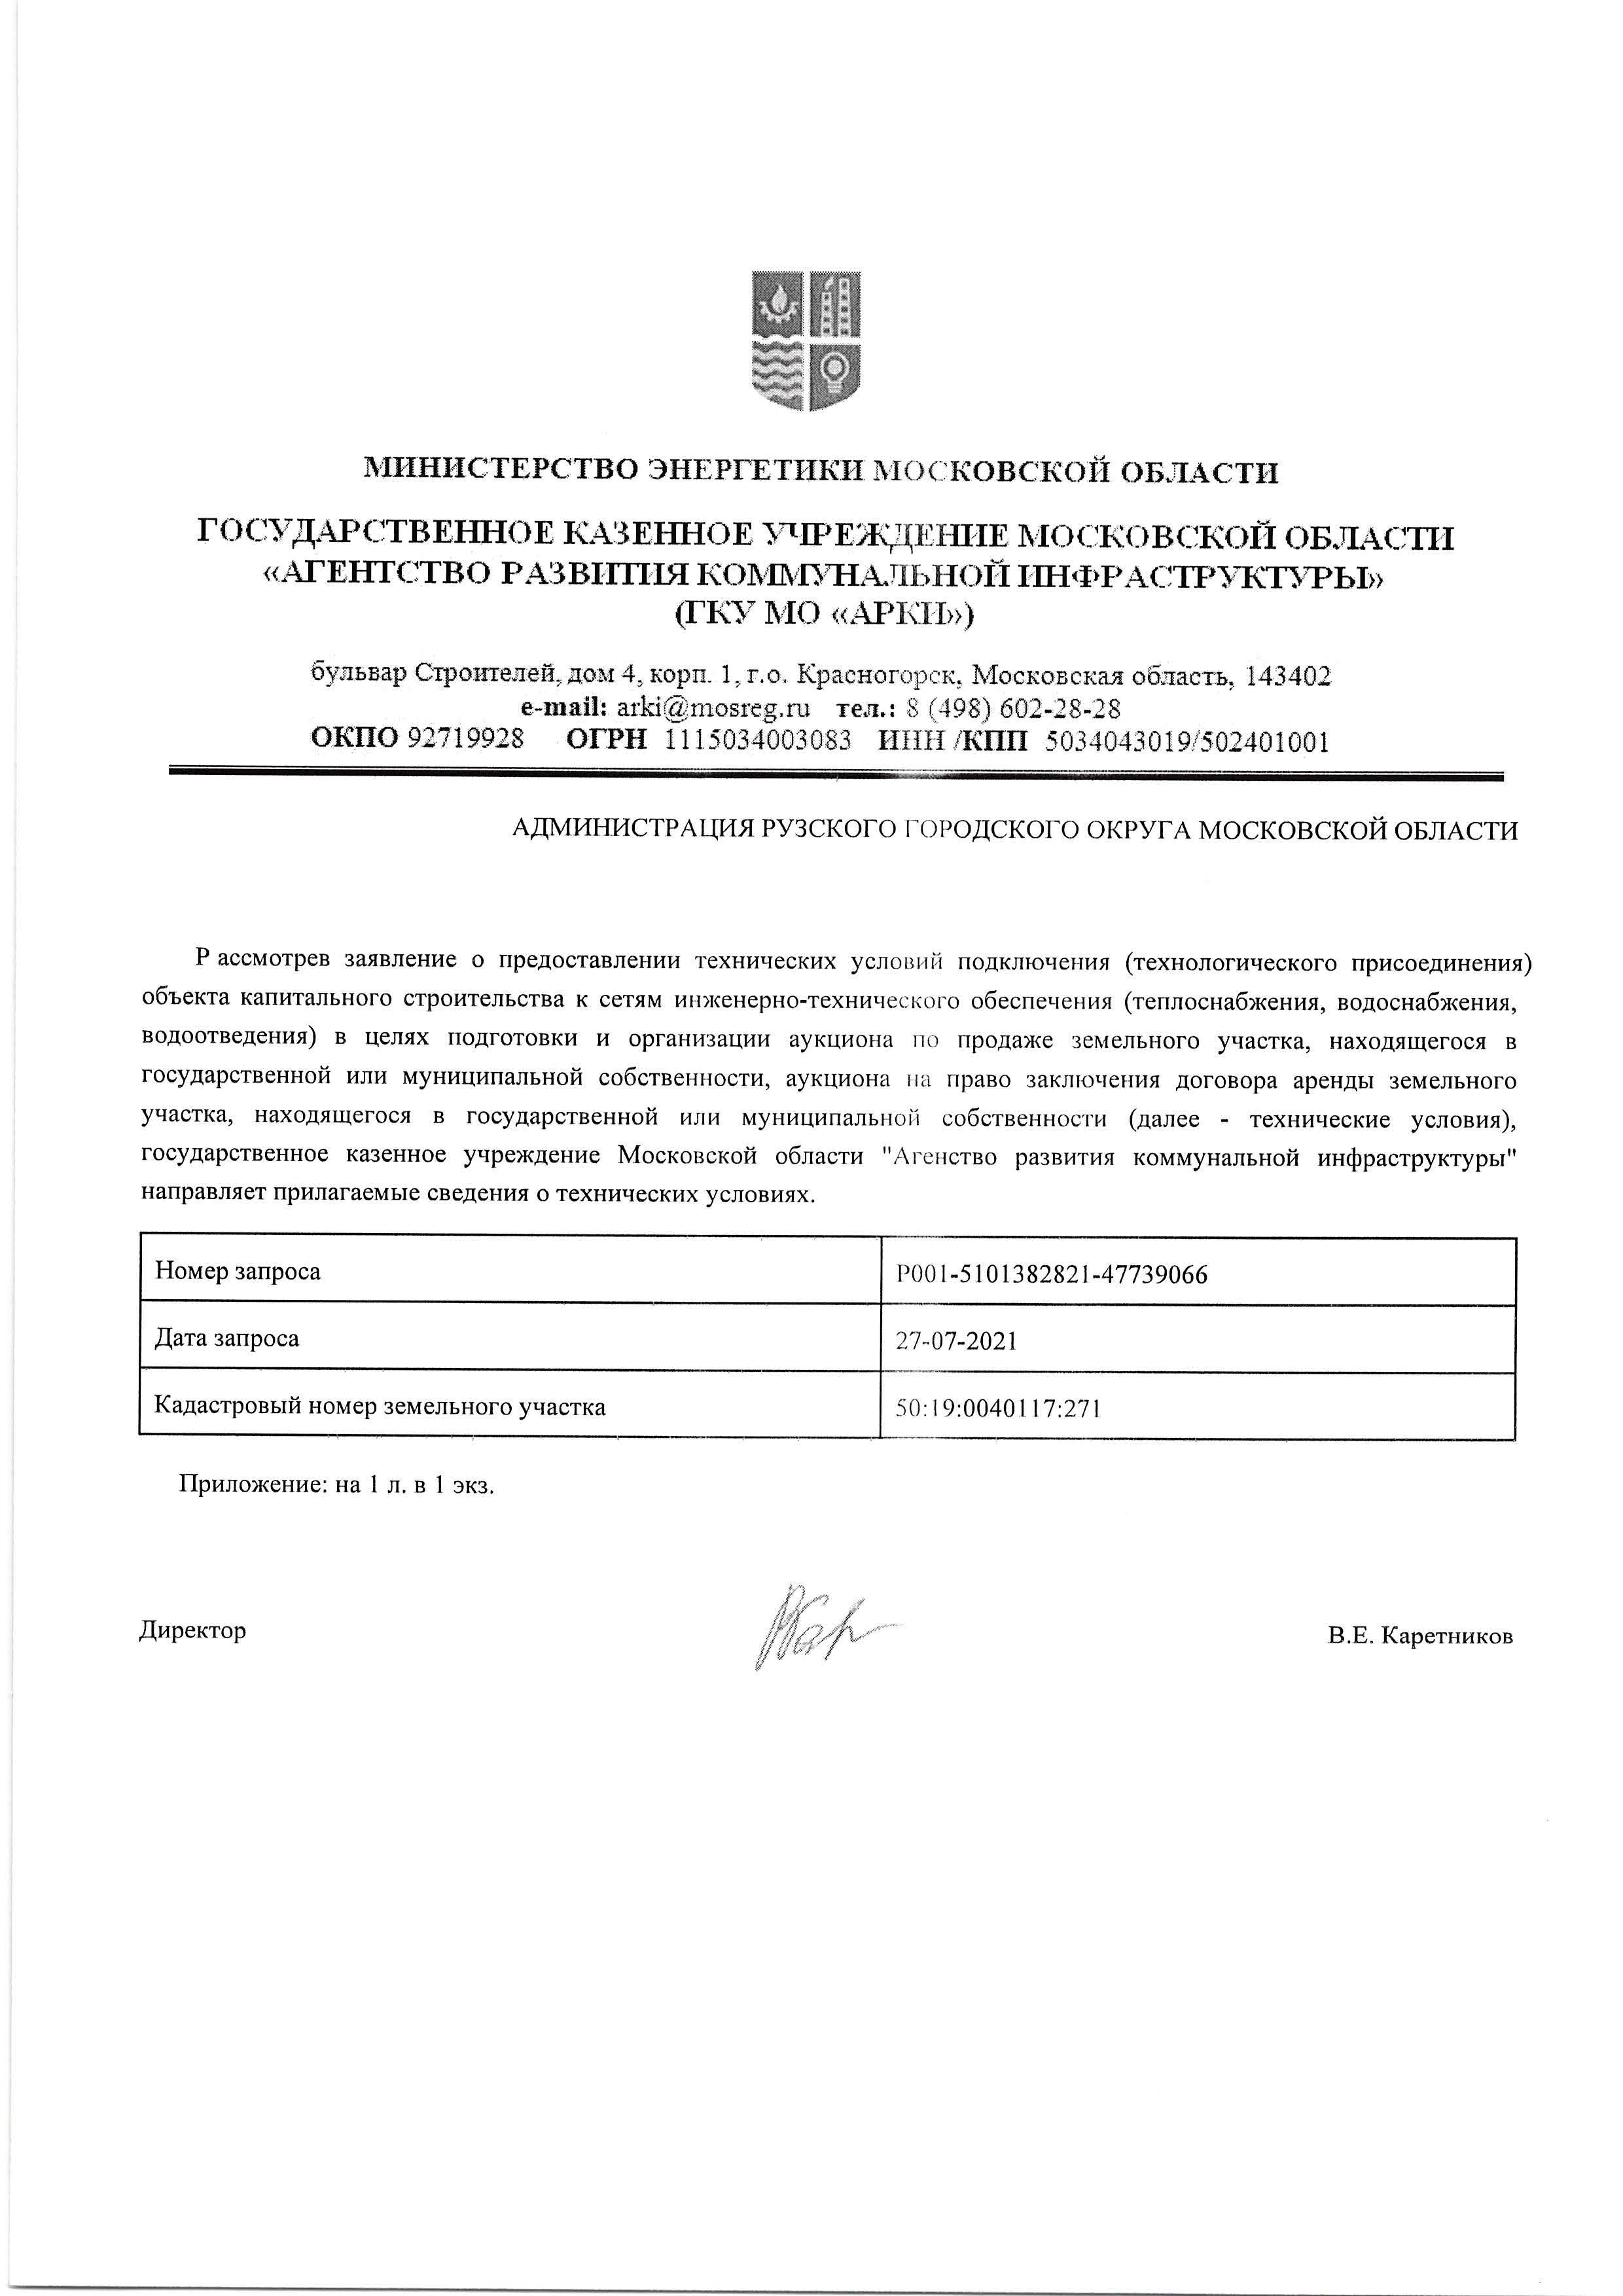 МИНИСТЕРСТВО ЭНЕРГЕТИКИ МОСКОВСКОЙ ОБЛАСТИ
ГОСУДАРСТВЕННОЕ КАЗЕННОЕ УЧРЕЖДЕНИЕ МОСКОВСКОЙ ОБЛАСТИ
«АГЕНТСТВО РАЗВИТИЯ КОММУНАЛЬНОЙ ИНФРАСТРУКТУРЫ»
(ГКУ МО «АРКИ»)
бульвар Строителей, дом 4, корп. 1, г.о. Красногорск, Московская область, 143402
e-mail: arki@mosreg.ru тел.: 8 (498) 602-28-28
ОКПО 92719928 ОГРН 1115034003083 ИНН /КПП 5034043019/502401001
АДМИНИСТРАЦИЯ РУЗСКОГО ГОРОДСКОГО ОКРУГА МОСКОВСКОЙ ОБЛАСТИ
Р ассмотрев заявление о предоставлении технических условий подключения (технологического присоединения)
объекта капитального строительства к сетям инженерно-технического обеспечения (теплоснабжения, водоснабжения,
водоотведения) в целях подготовки и организации аукциона по продаже земельного участка, находящегося в
государственной или муниципальной собственности, аукциона на право заключения договора аренды земельного
участка, находящегося в государственной или муниципальной собственности (далее - технические условия),
государственное казенное учреждение Московской области "Агенство развития коммунальной инфраструктуры"
направляет прилагаемые сведения о технических условиях.
Номер запроса P001-5101382821-47739066
Дата запроса 27-07-2021
Кадастровый номер земельного участка 50:19:0040117:271
Приложение: на 1 л. в 1 экз.
Директор В.Е. Каретников